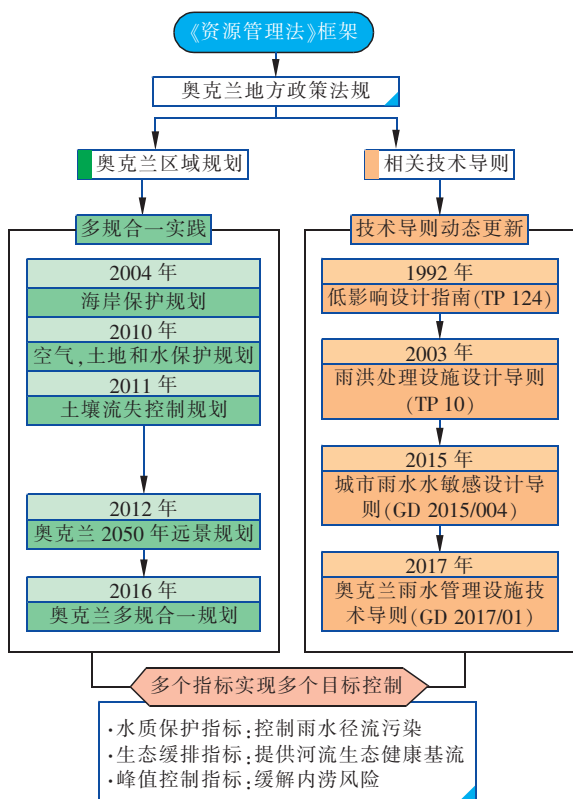 《资源管理法》框架
奥克兰地方政策法规
奥克兰区域规划
相关技术导则
多规合一实践
2004 年
海岸保护规划
2010 年
空气,土地和水保护规划
2011 年
土壤流失控制规划
2012 年
奥克兰 2050 年远景规划
2016 年
奥克兰多规合一规划
技术导则动态更新
1992 年
低影响设计指南(TP 124)
2003 年
雨洪处理设施设计导则
(TP 10)
2015 年
城市雨水水敏感设计导
则(GD 2015/004)
2017 年
奥克兰雨水管理设施技
术导则(GD 2017/01)
多个指标实现多个目标控制
·水质保护指标:控制雨水径流污染
·生态缓排指标:提供河流生态健康基流
·峰值控制指标:缓解内涝风险